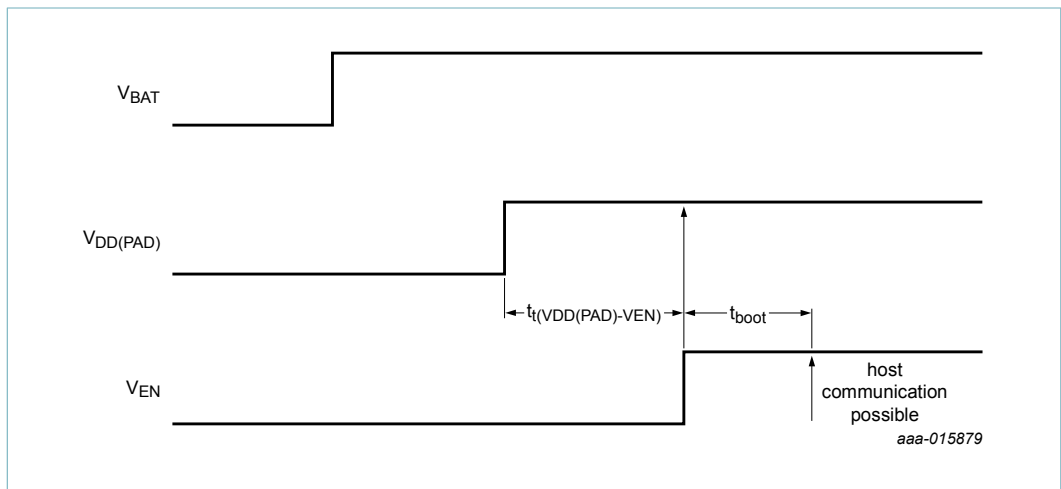 VBAT
VDD(PAD)
tt(VDD(PAD)-VEN)
tboot
VEN
host
communication
possible
aaa-015879